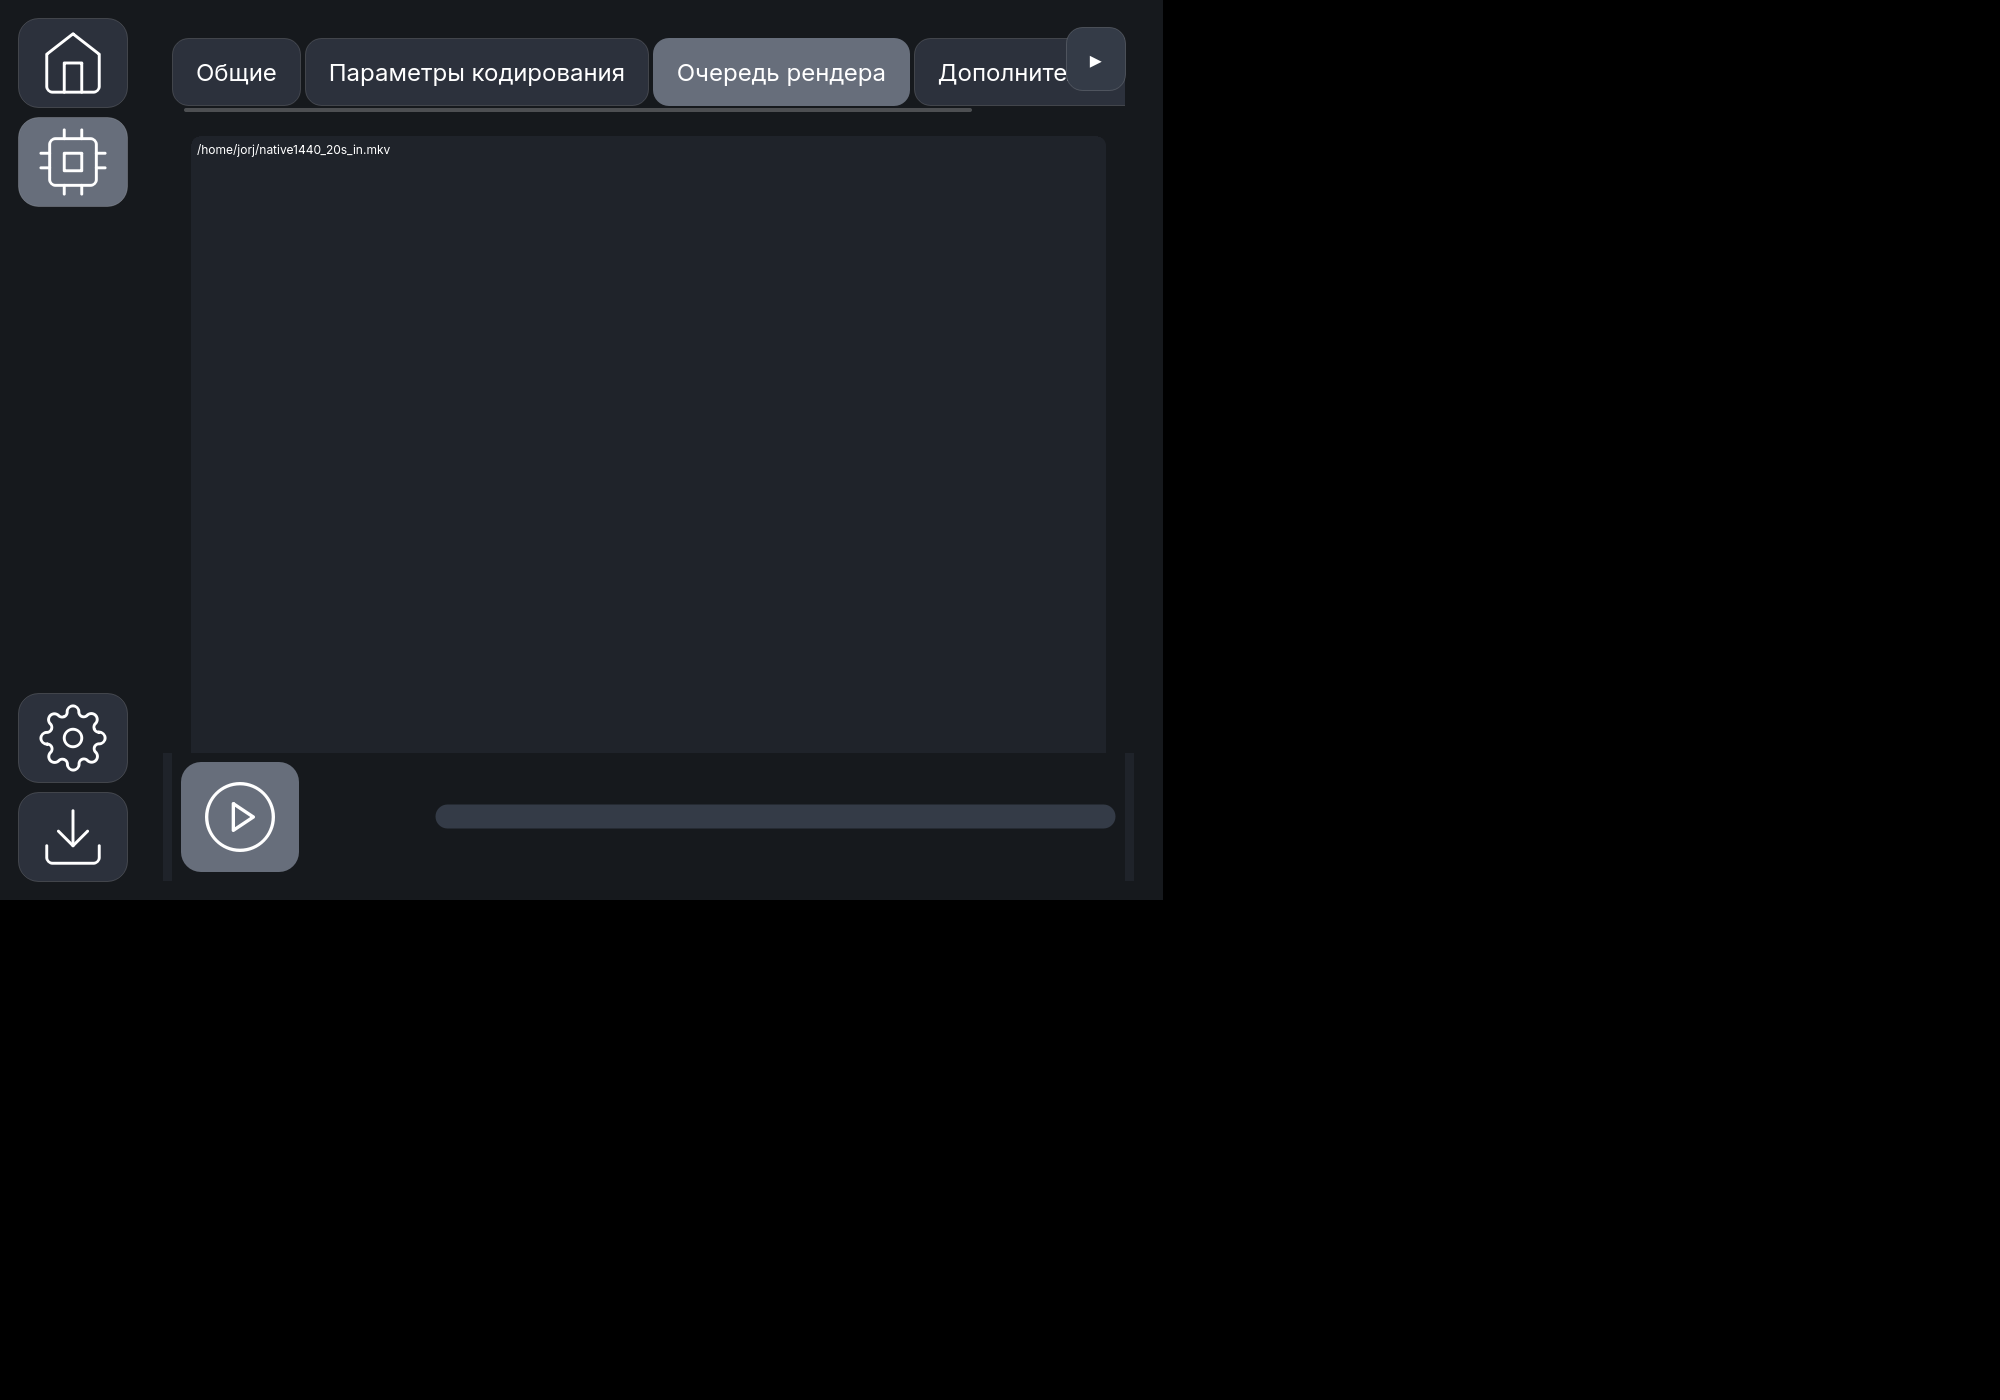 Общие
Параметры кодирования
Очередь рендера
Дополните
/home/jorj/native1440_20s_in.mkv